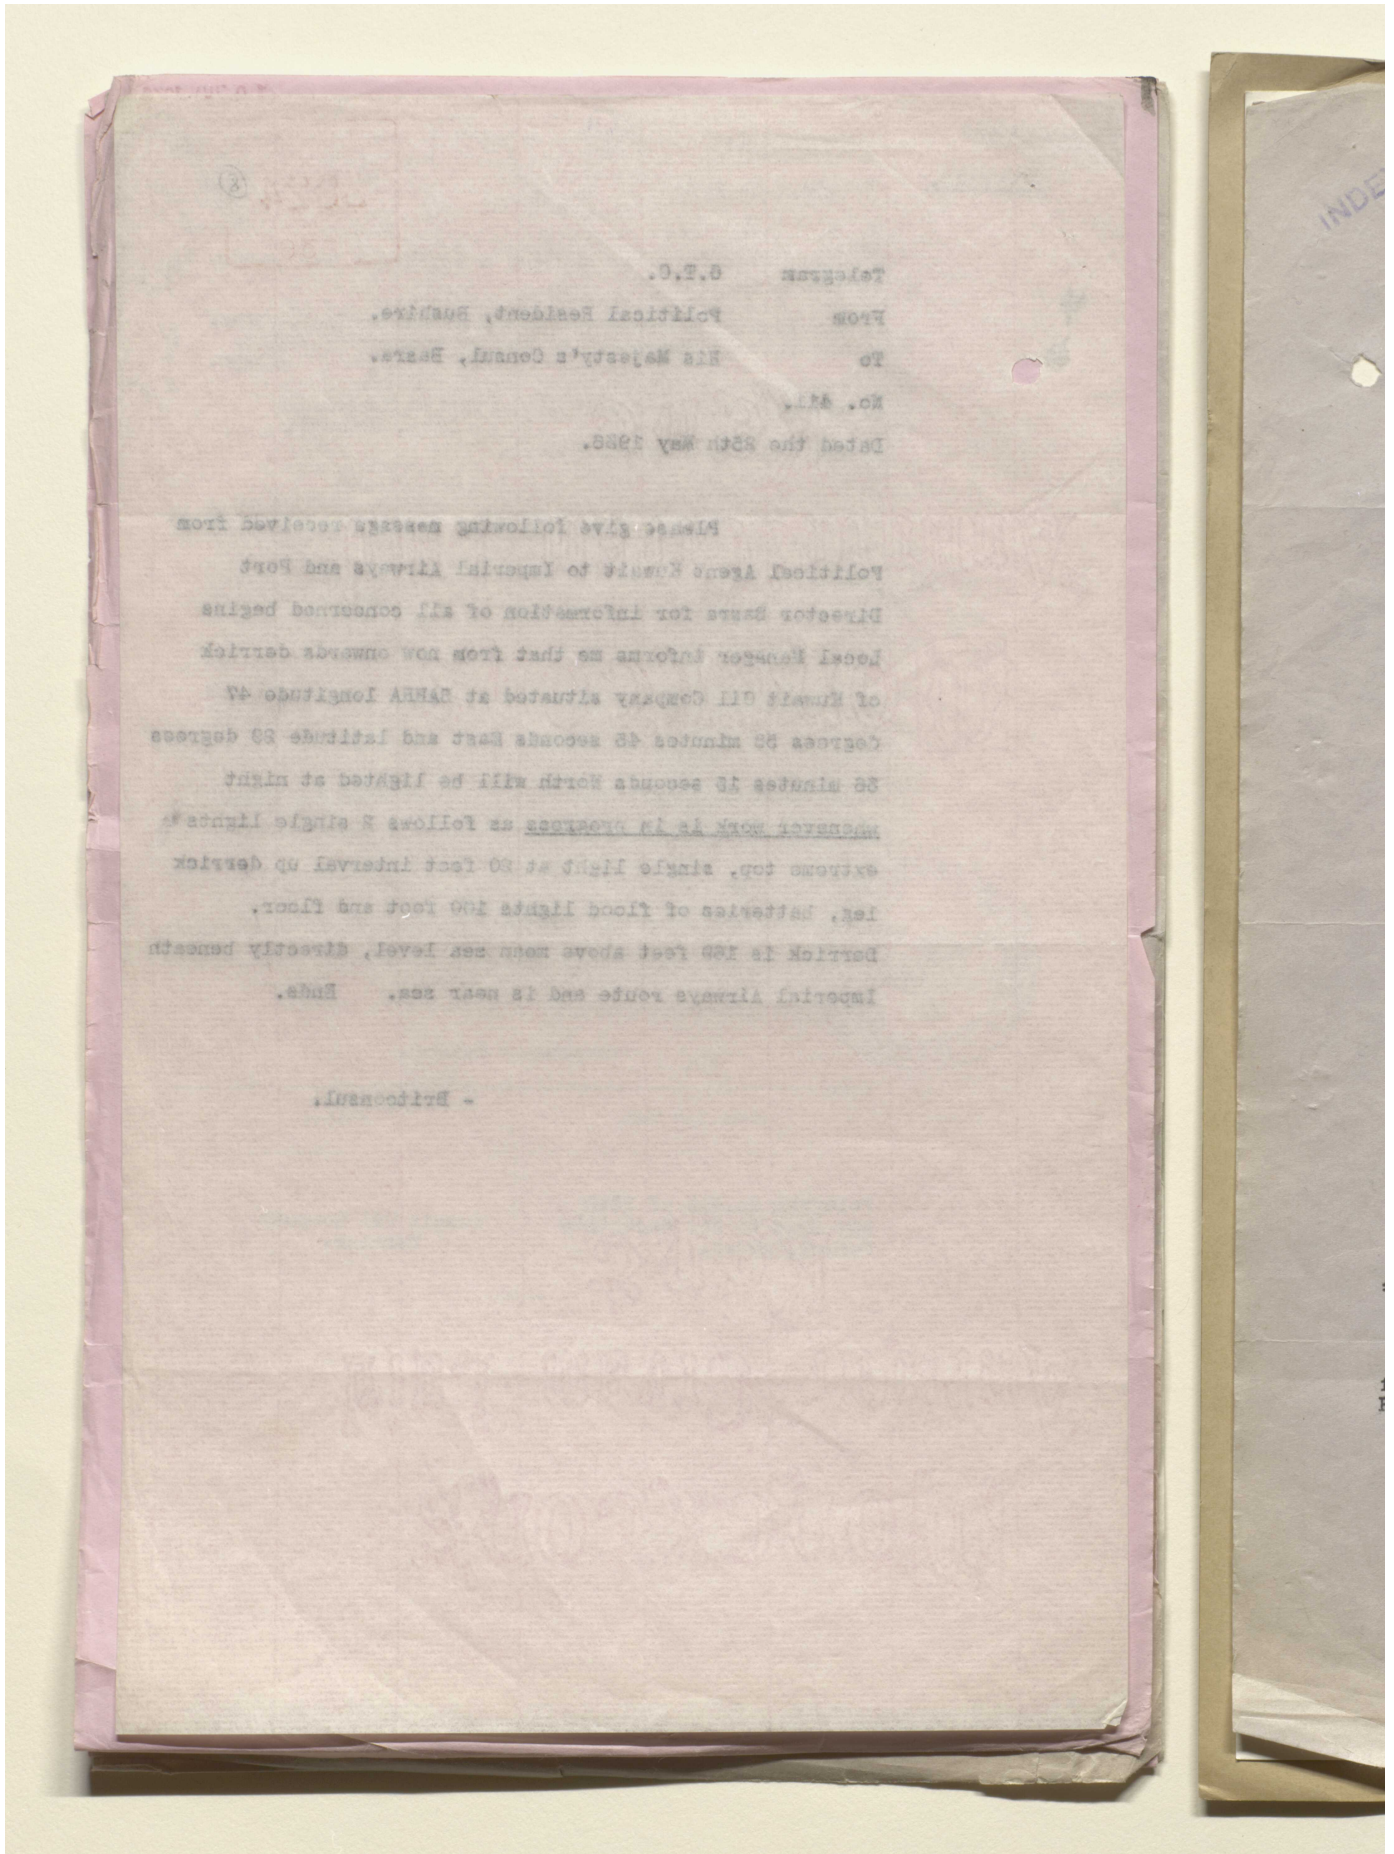 INDE
Telegram G.T.C.
From Political Resident, Bushire.
To His Majesty's Consul, Basra.
No.
Dated the 25th May 1936.
Please give following message received from
Political Agent Kuwait to Imperial Airways and Port
Director Basra for information of all concerned begins
Local Manager informs me that from now onwards derrick
of Kuwait Oil Company situated at BAHRA longitude 47
degrees minutes 45 seconds East and latitude 29 degrees
36 minutes 15 seconds North will be lighted at night
whenever work is in progress as follows 2 single lights
extreme top, single light at 20 feet interval up derrick
leg, batteries of flood lights 100 foot and floor.
Derrick is feet above mean sea level, directly beneath
Imperial Airways route and is near sea. Ends.
- Britconsul.